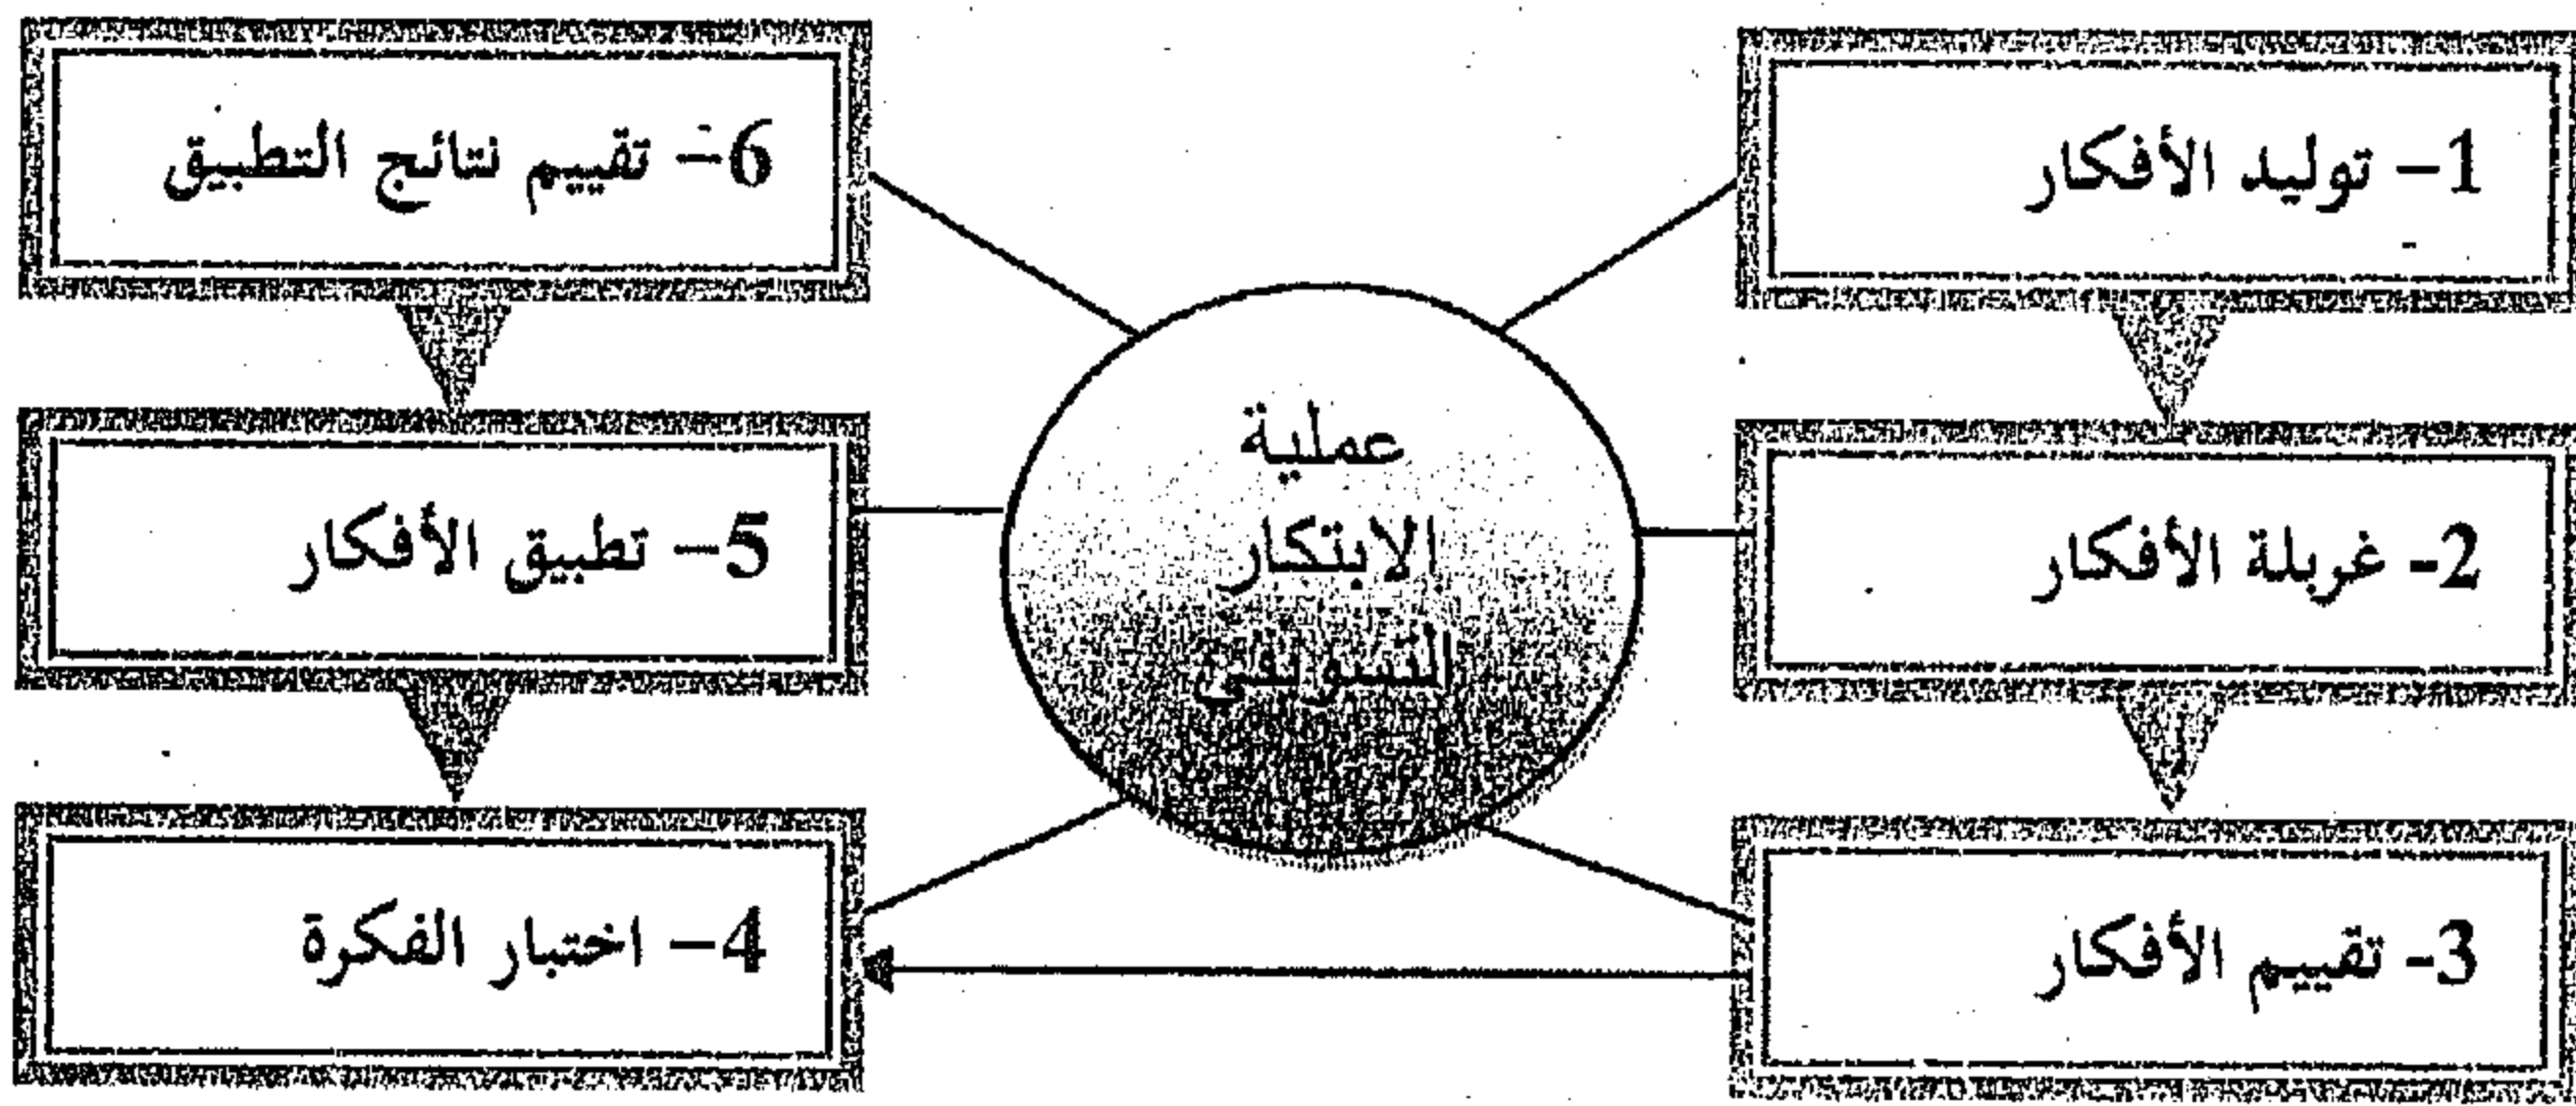 1- توليد الأفكار
2- غربلة الأفكار
3- تقييم الأفكار
4- اختبار الفكرة
5- تطبيق الأفكار
6- تقييم نتائج التطبيق
عملية
الابتكار
التسويقي